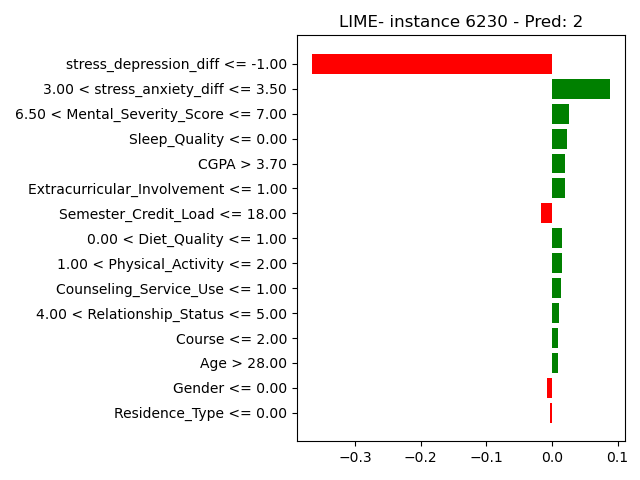 LIME- instance 6230 - Pred: 2
stress_depression_diff <= -1.00
3.00 < stress_anxiety_diff <= 3.50
6.50 < Mental_Severity_Score <= 7.00
Sleep_Quality <= 0.00
CGPA > 3.70
Extracurricular_Involvement <= 1.00
Semester_Credit_Load <= 18.00
0.00 < Diet_Quality <= 1.00
1.00 < Physical_Activity <= 2.00
Counseling_Service_Use <= 1.00
4.00 < Relationship_Status <= 5.00
Course <= 2.00
Age > 28.00
Gender <= 0.00
Residence_Type <= 0.00
−0.3 −0.2 −0.1 0.0 0.1